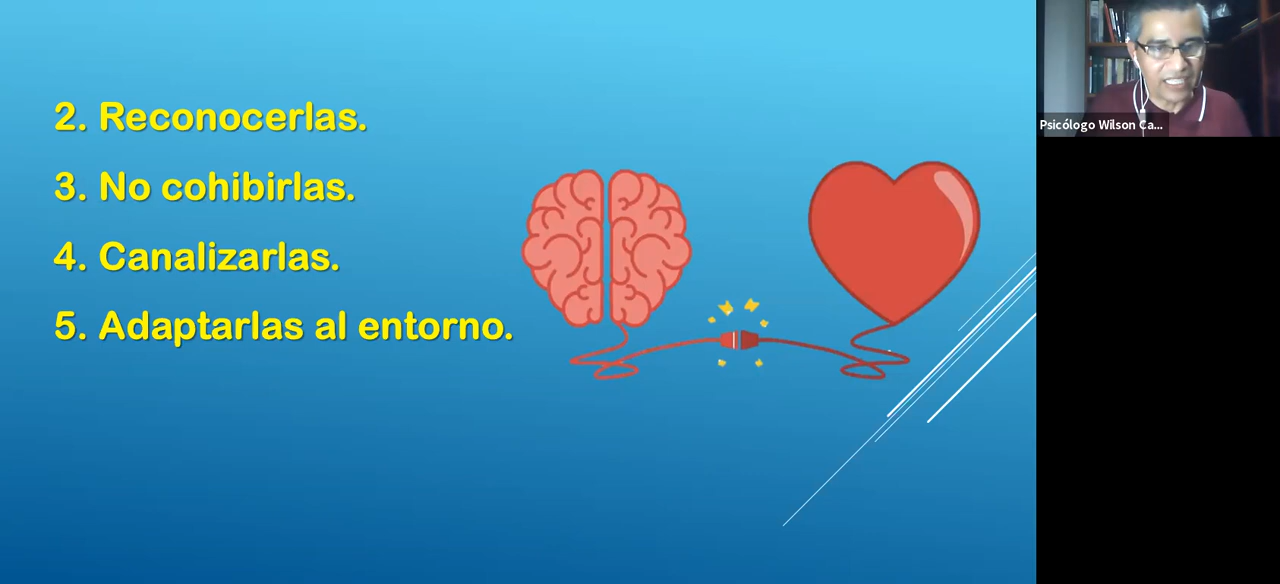 2. Reconocerlas.
3. No cohibirlas.
4. Canalizarlas.
5. Adaptarlas al entorno.
Psicólogo Wilson Ca...